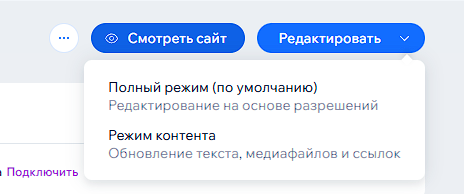 Смотреть сайт
Редактировать
Полный режим (по умолчанию)
Редактирование на основе разрешений
Режим контента
Обновление текста, медиафайлов и ссылок
Подключить